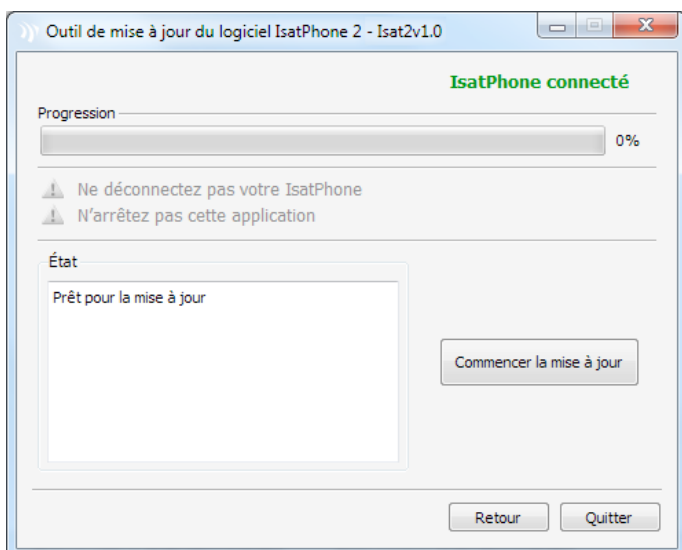 Outil de mise à jour du logiciel IsatPhone 2 - Isat2v1.0
IsatPhone connecté
Progression
0%
Ne déconnectez pas votre IsatPhone
N'arrêtez pas cette application
État
Prêt pour la mise à jour
Commencer la mise à jour
Retour
Quitter